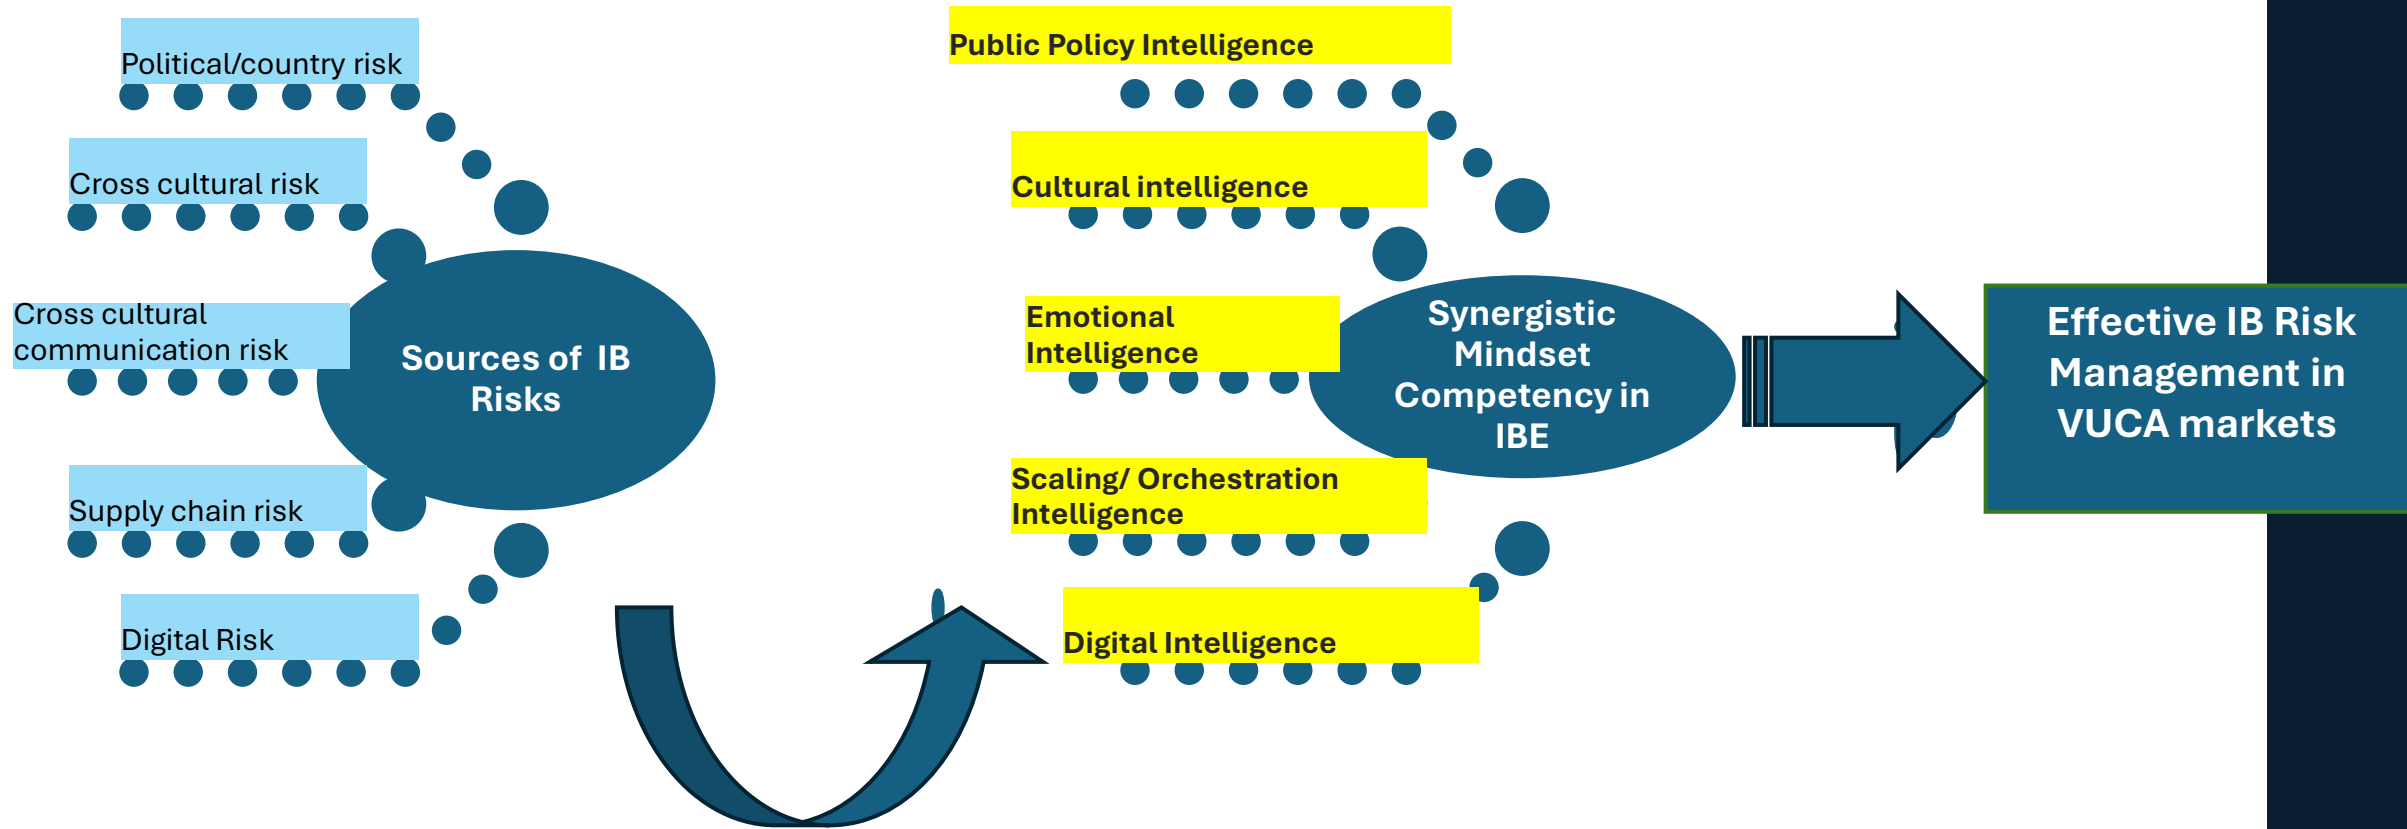 Political/country risk
Cross cultural risk
Cross cultural
communication risk
Supply chain risk
Digital Risk
Sources of IB
Risks
Public Policy Intelligence
Cultural intelligence
Emotional
Intelligence
Scaling/ Orchestration
Intelligence
Digital Intelligence
Synergistic
Mindset
Competency in
IBE
Effective IB Risk
Management in
VUCA markets